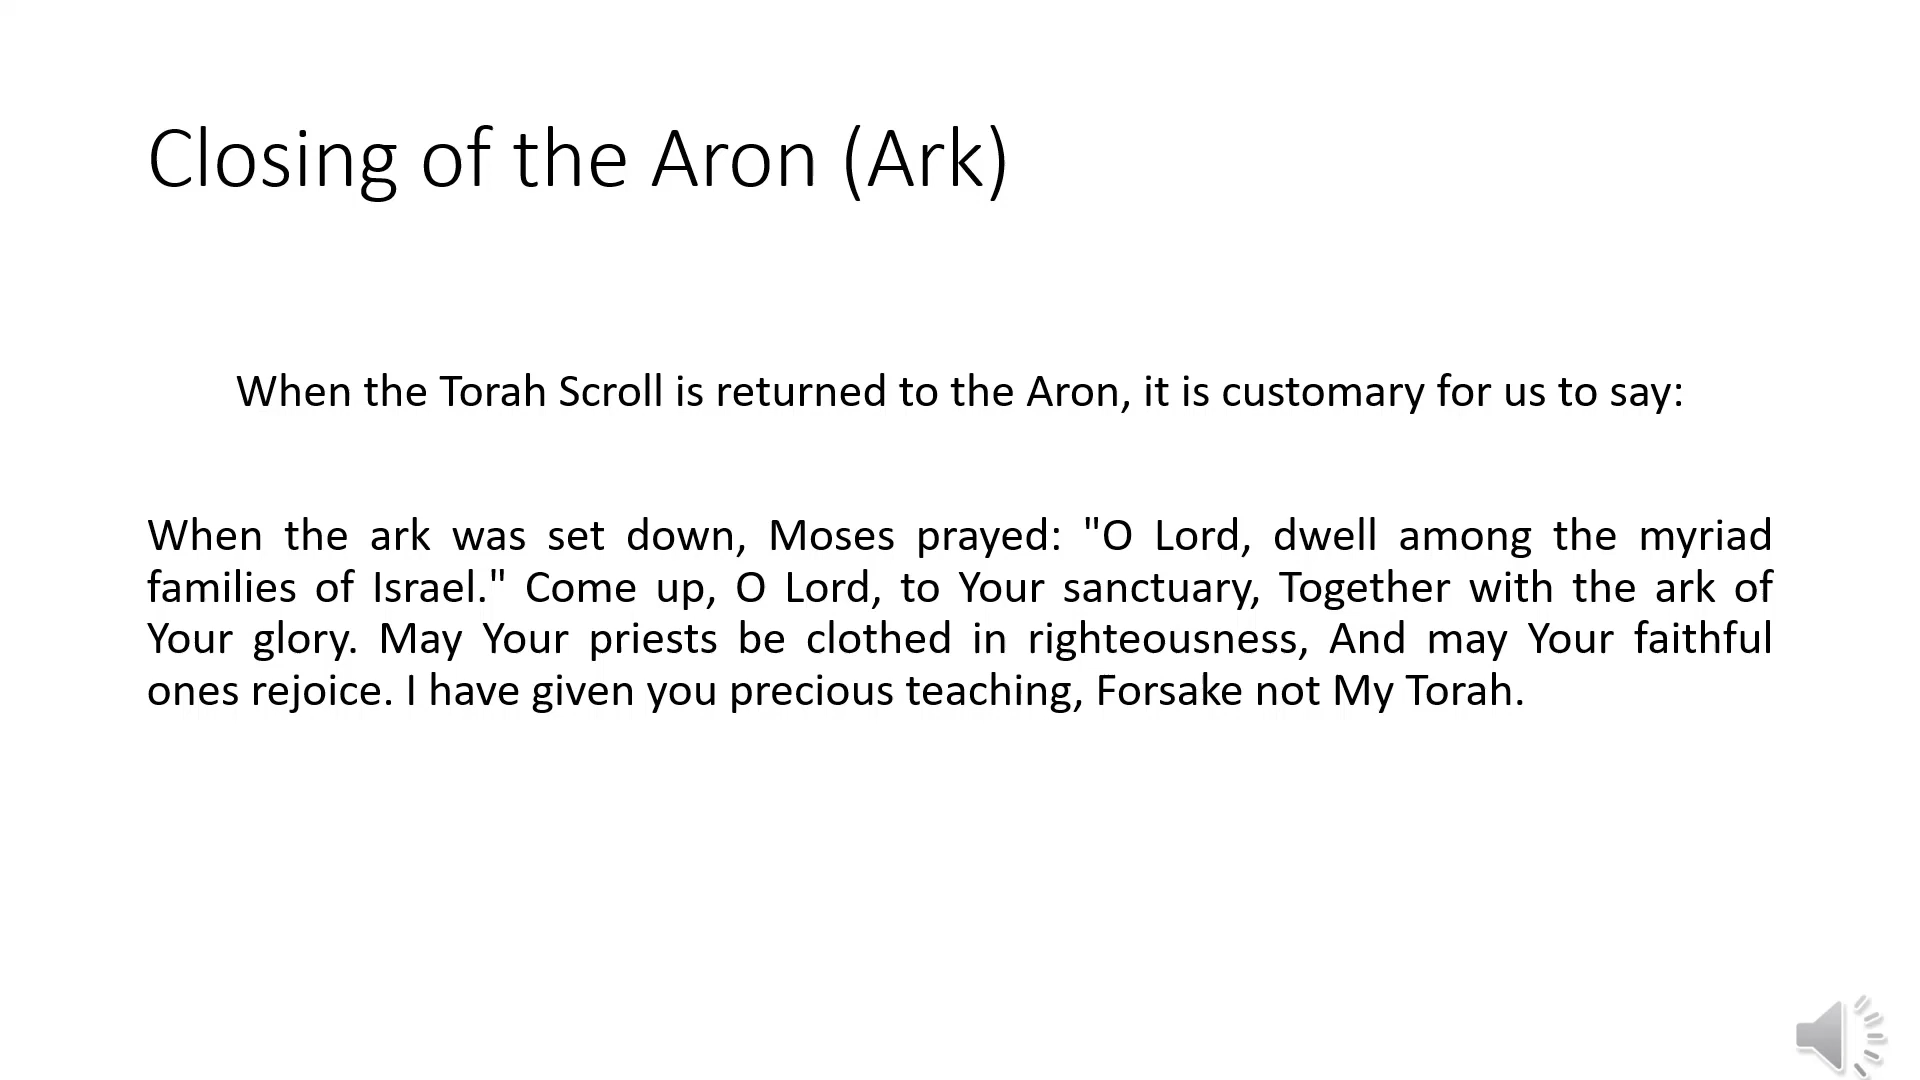 Closing of the Aron (Ark)
When the Torah Scroll is returned to the Aron, it is customary for us to say:
When the ark was set down, Moses prayed: "O Lord, dwell among the myriad
families of Israel." Come up, O Lord, to Your sanctuary, Together with the ark of
Your glory. May Your priests be clothed in righteousness, And may Your faithful
ones rejoice. I have given you precious teaching, Forsake not My Torah.